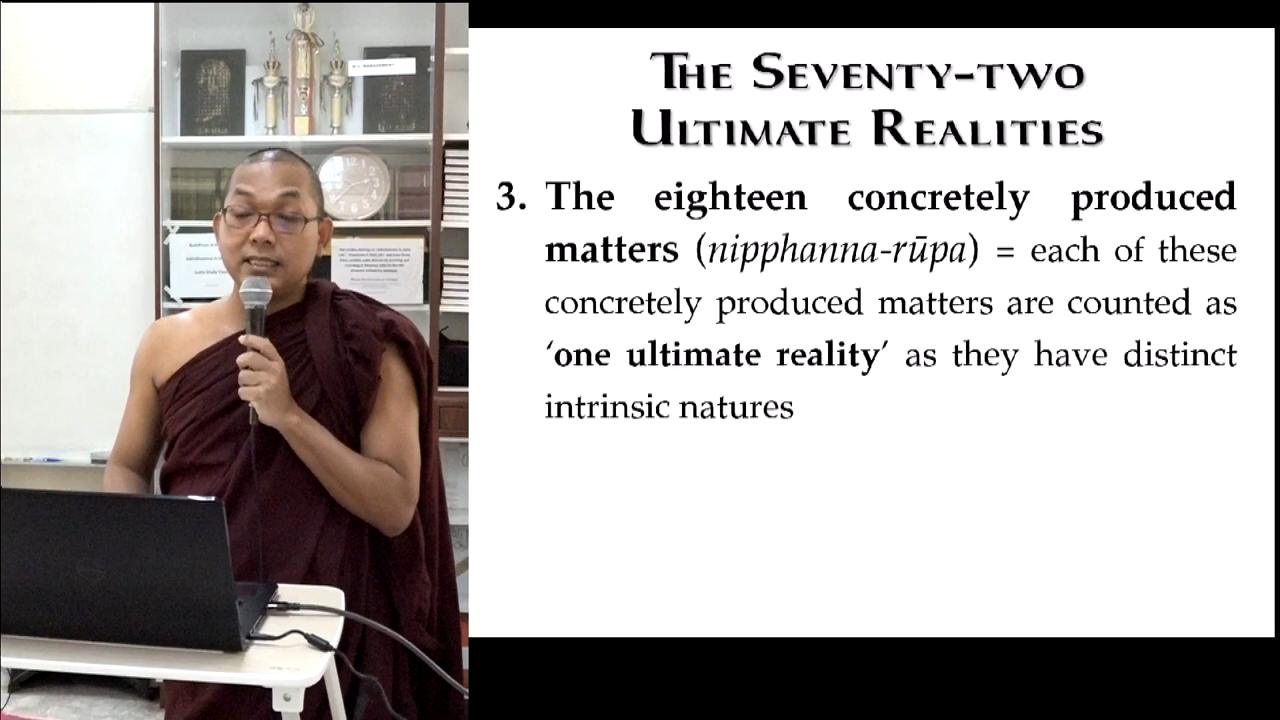 THE SEVENTY-TWO
ULTIMATE REALITIES
3. The eighteen concretely produced
matters (nipphanna-rūpa) = each of these
concretely produced matters are counted as
‘one ultimate reality’ as they have distinct
intrinsic natures